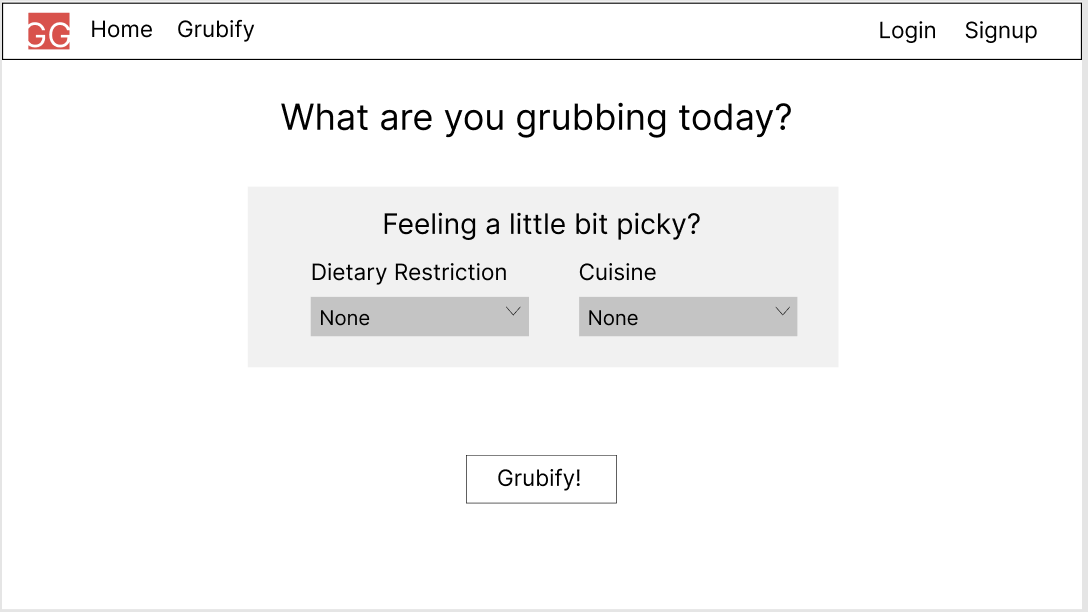 GG Home Grubify Login Signup
What are you grubbing today?
Feeling a little bit picky?
Dietary Restriction Cuisine
None None
Grubify!